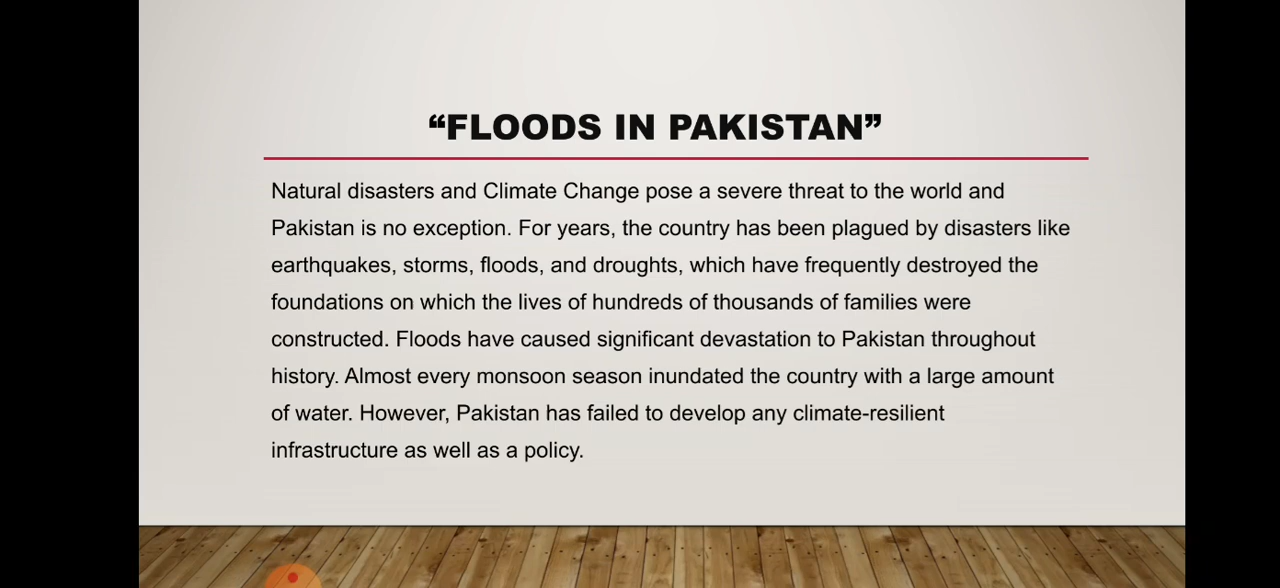 “FLOODS IN PAKISTAN”
Natural disasters and Climate Change pose a severe threat to the world and
Pakistan is no exception. For years, the country has been plagued by disasters like
earthquakes, storms, floods, and droughts, which have frequently destroyed the
foundations on which the lives of hundreds of thousands of families were
constructed. Floods have caused significant devastation to Pakistan throughout
history. Almost every monsoon season inundated the country with a large amount
of water. However, Pakistan has failed to develop any climate-resilient
infrastructure as well as a policy.